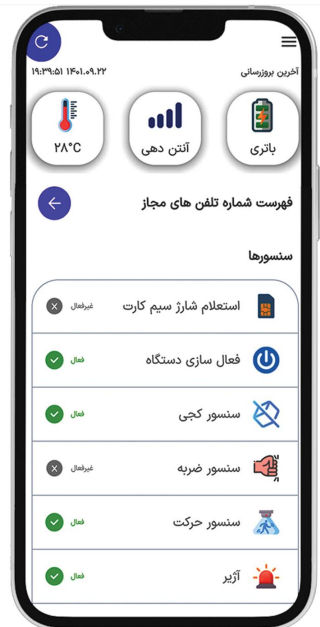 آخرین بروزرسانی
۱۴۰۱.۰۹.۲۲ ۱۹:۳۹:۵۱
باتری
آنتن دهی
۲۸°C
فهرست شماره تلفن های مجاز
سنسورها
استعلام شارژ سیم کارت غیرفعال
فعال سازی دستگاه فعال
سنسور کجی فعال
سنسور ضربه غیرفعال
سنسور حرکت فعال
آژیر فعال